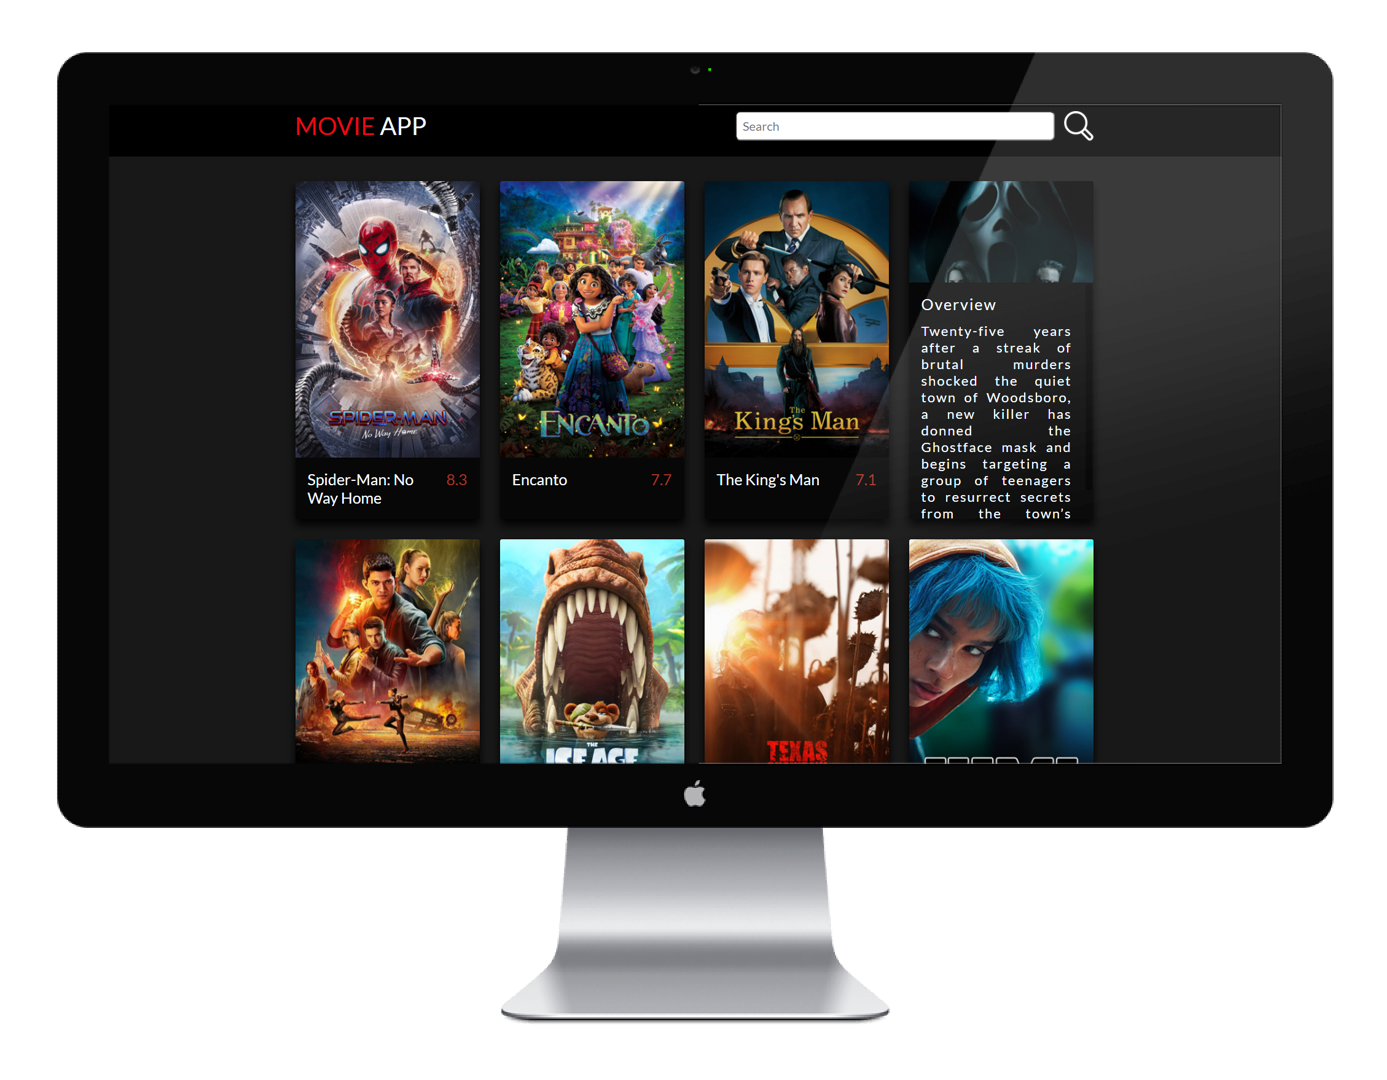 MOVIE APP
Search
SPIDER-MAN
No Way Home
ENCANTO
The
King's Man
Overview
Twenty-five years
after a streak of
brutal murders
shocked the quiet
town of Woodsboro,
a new killer has
donned the
Ghostface mask and
begins targeting a
group of teenagers
to resurrect secrets
from the town's
Spider-Man: No
Way Home
8.3
Encanto
7.7
The King's Man
7.1
THE
ICE AGE
TEXAS